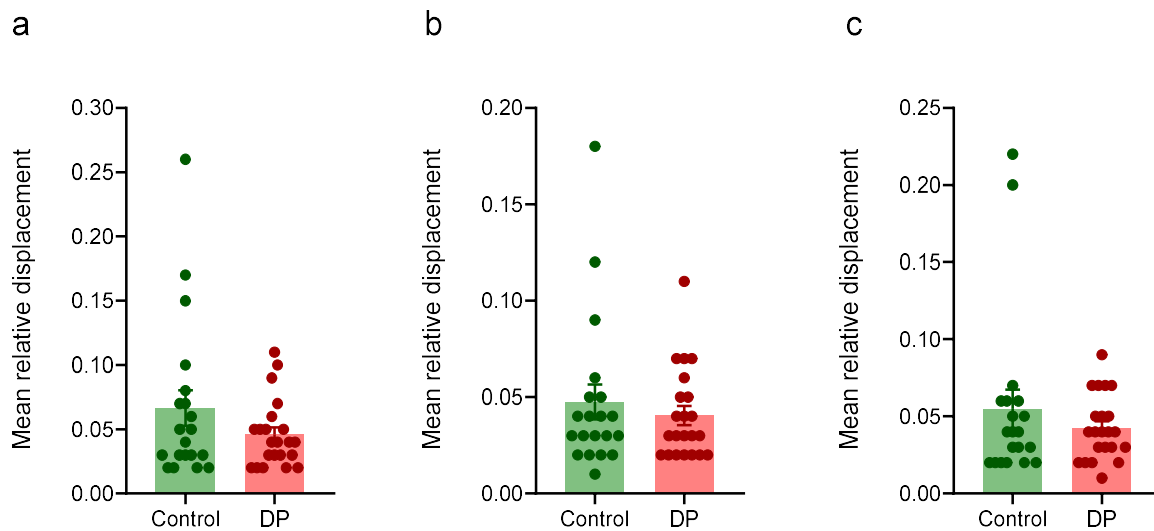 a
b
c
Mean relative displacement
0.30
0.25
0.20
0.15
0.10
0.05
0.00
Control
DP
Mean relative displacement
0.20
0.15
0.10
0.05
0.00
Control
DP
Mean relative displacement
0.25
0.20
0.15
0.10
0.05
0.00
Control
DP